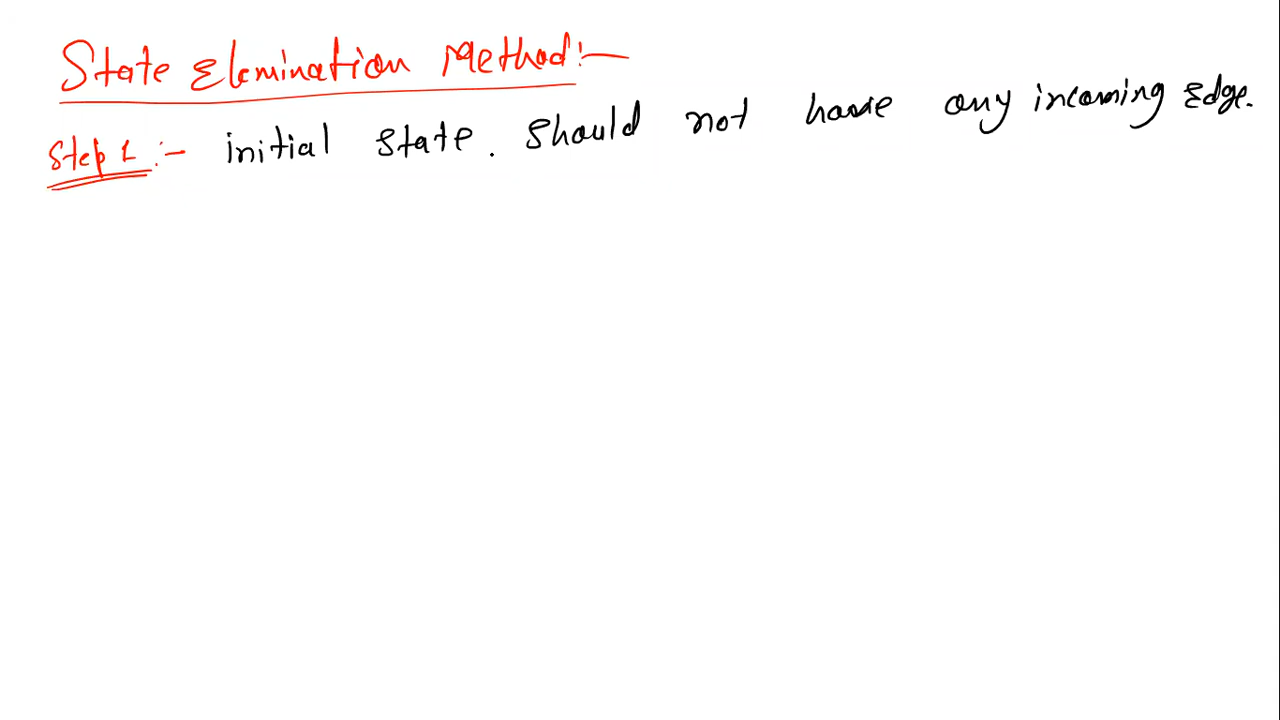 State Elemination Method:-
Step 1:- initial state. should not have any incoming Edge.